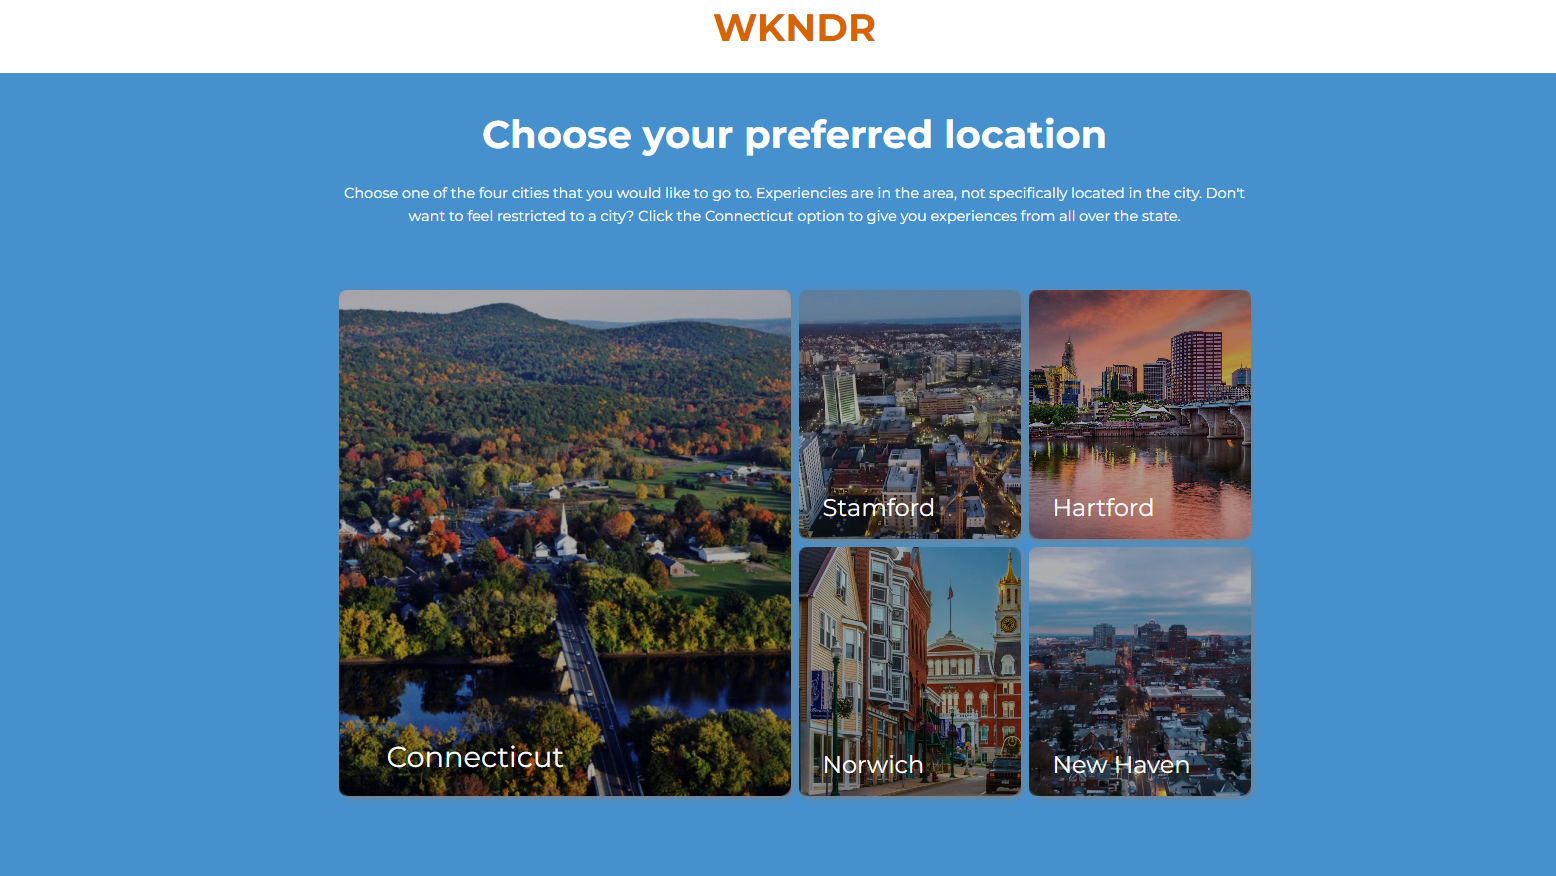 WKNDR
Choose your preferred location
Choose one of the four cities that you would like to go to. Experiencies are in the area, not specifically located in the city. Don't
want to feel restricted to a city? Click the Connecticut option to give you experiences from all over the state.
Stamford
Hartford
Connecticut
Norwich
New Haven